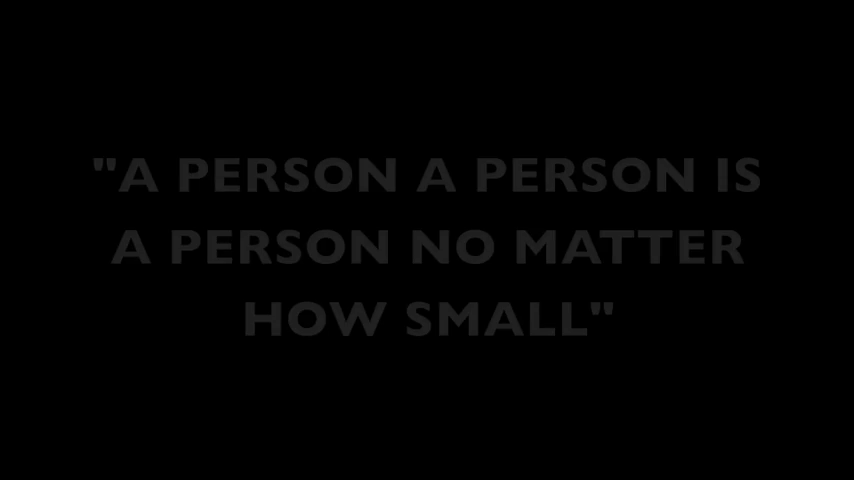 "A PERSON A PERSON IS
A PERSON NO MATTER
HOW SMALL"